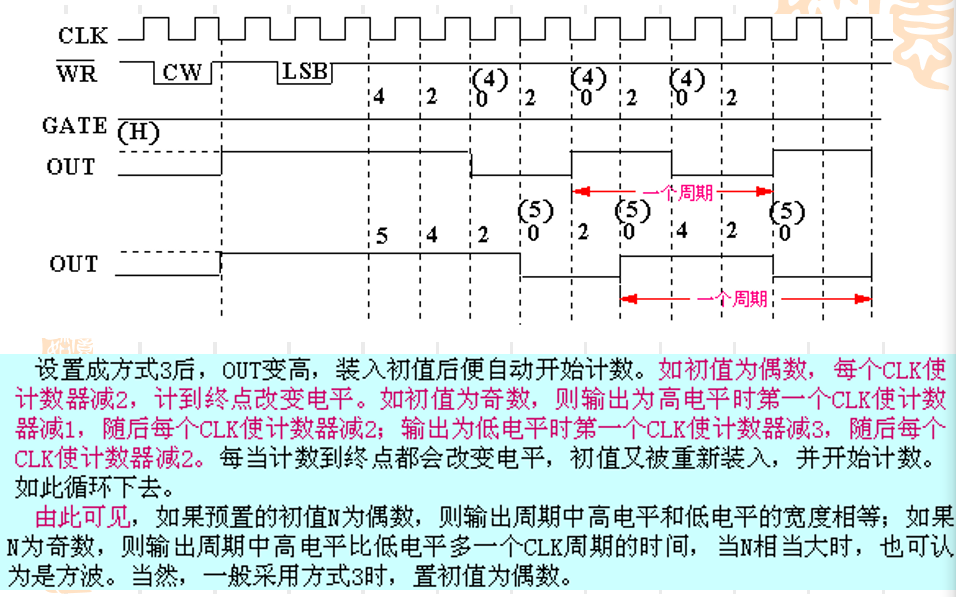 CLK
WR CW LSB
(4) (4) (4)
4 2 0 2 0 2 0 2
GATE (H)
OUT
一个周期
(5) (5) (5)
5 4 2 0 2 0 4 2 0
OUT
一个周期
设置成方式3后，OUT变高，装入初值后便自动开始计数。如初值为偶数，每个CLK使
计数器减2，计到终点改变电平。如初值为奇数，则输出为高电平时第一个CLK使计数
器减1，随后每个CLK使计数器减2；输出为低电平时第一个CLK使计数器减3，随后每个
CLK使计数器减2。每当计数到终点都会改变电平，初值又被重新装入，并开始计数。
如此循环下去。
由此可见，如果预置的初值N为偶数，则输出周期中高电平和低电平的宽度相等；如果
N为奇数，则输出周期中高电平比低电平多一个CLK周期的时间，当N相当大时，也可认
为是方波。当然，一般采用方式3时，置初值为偶数。